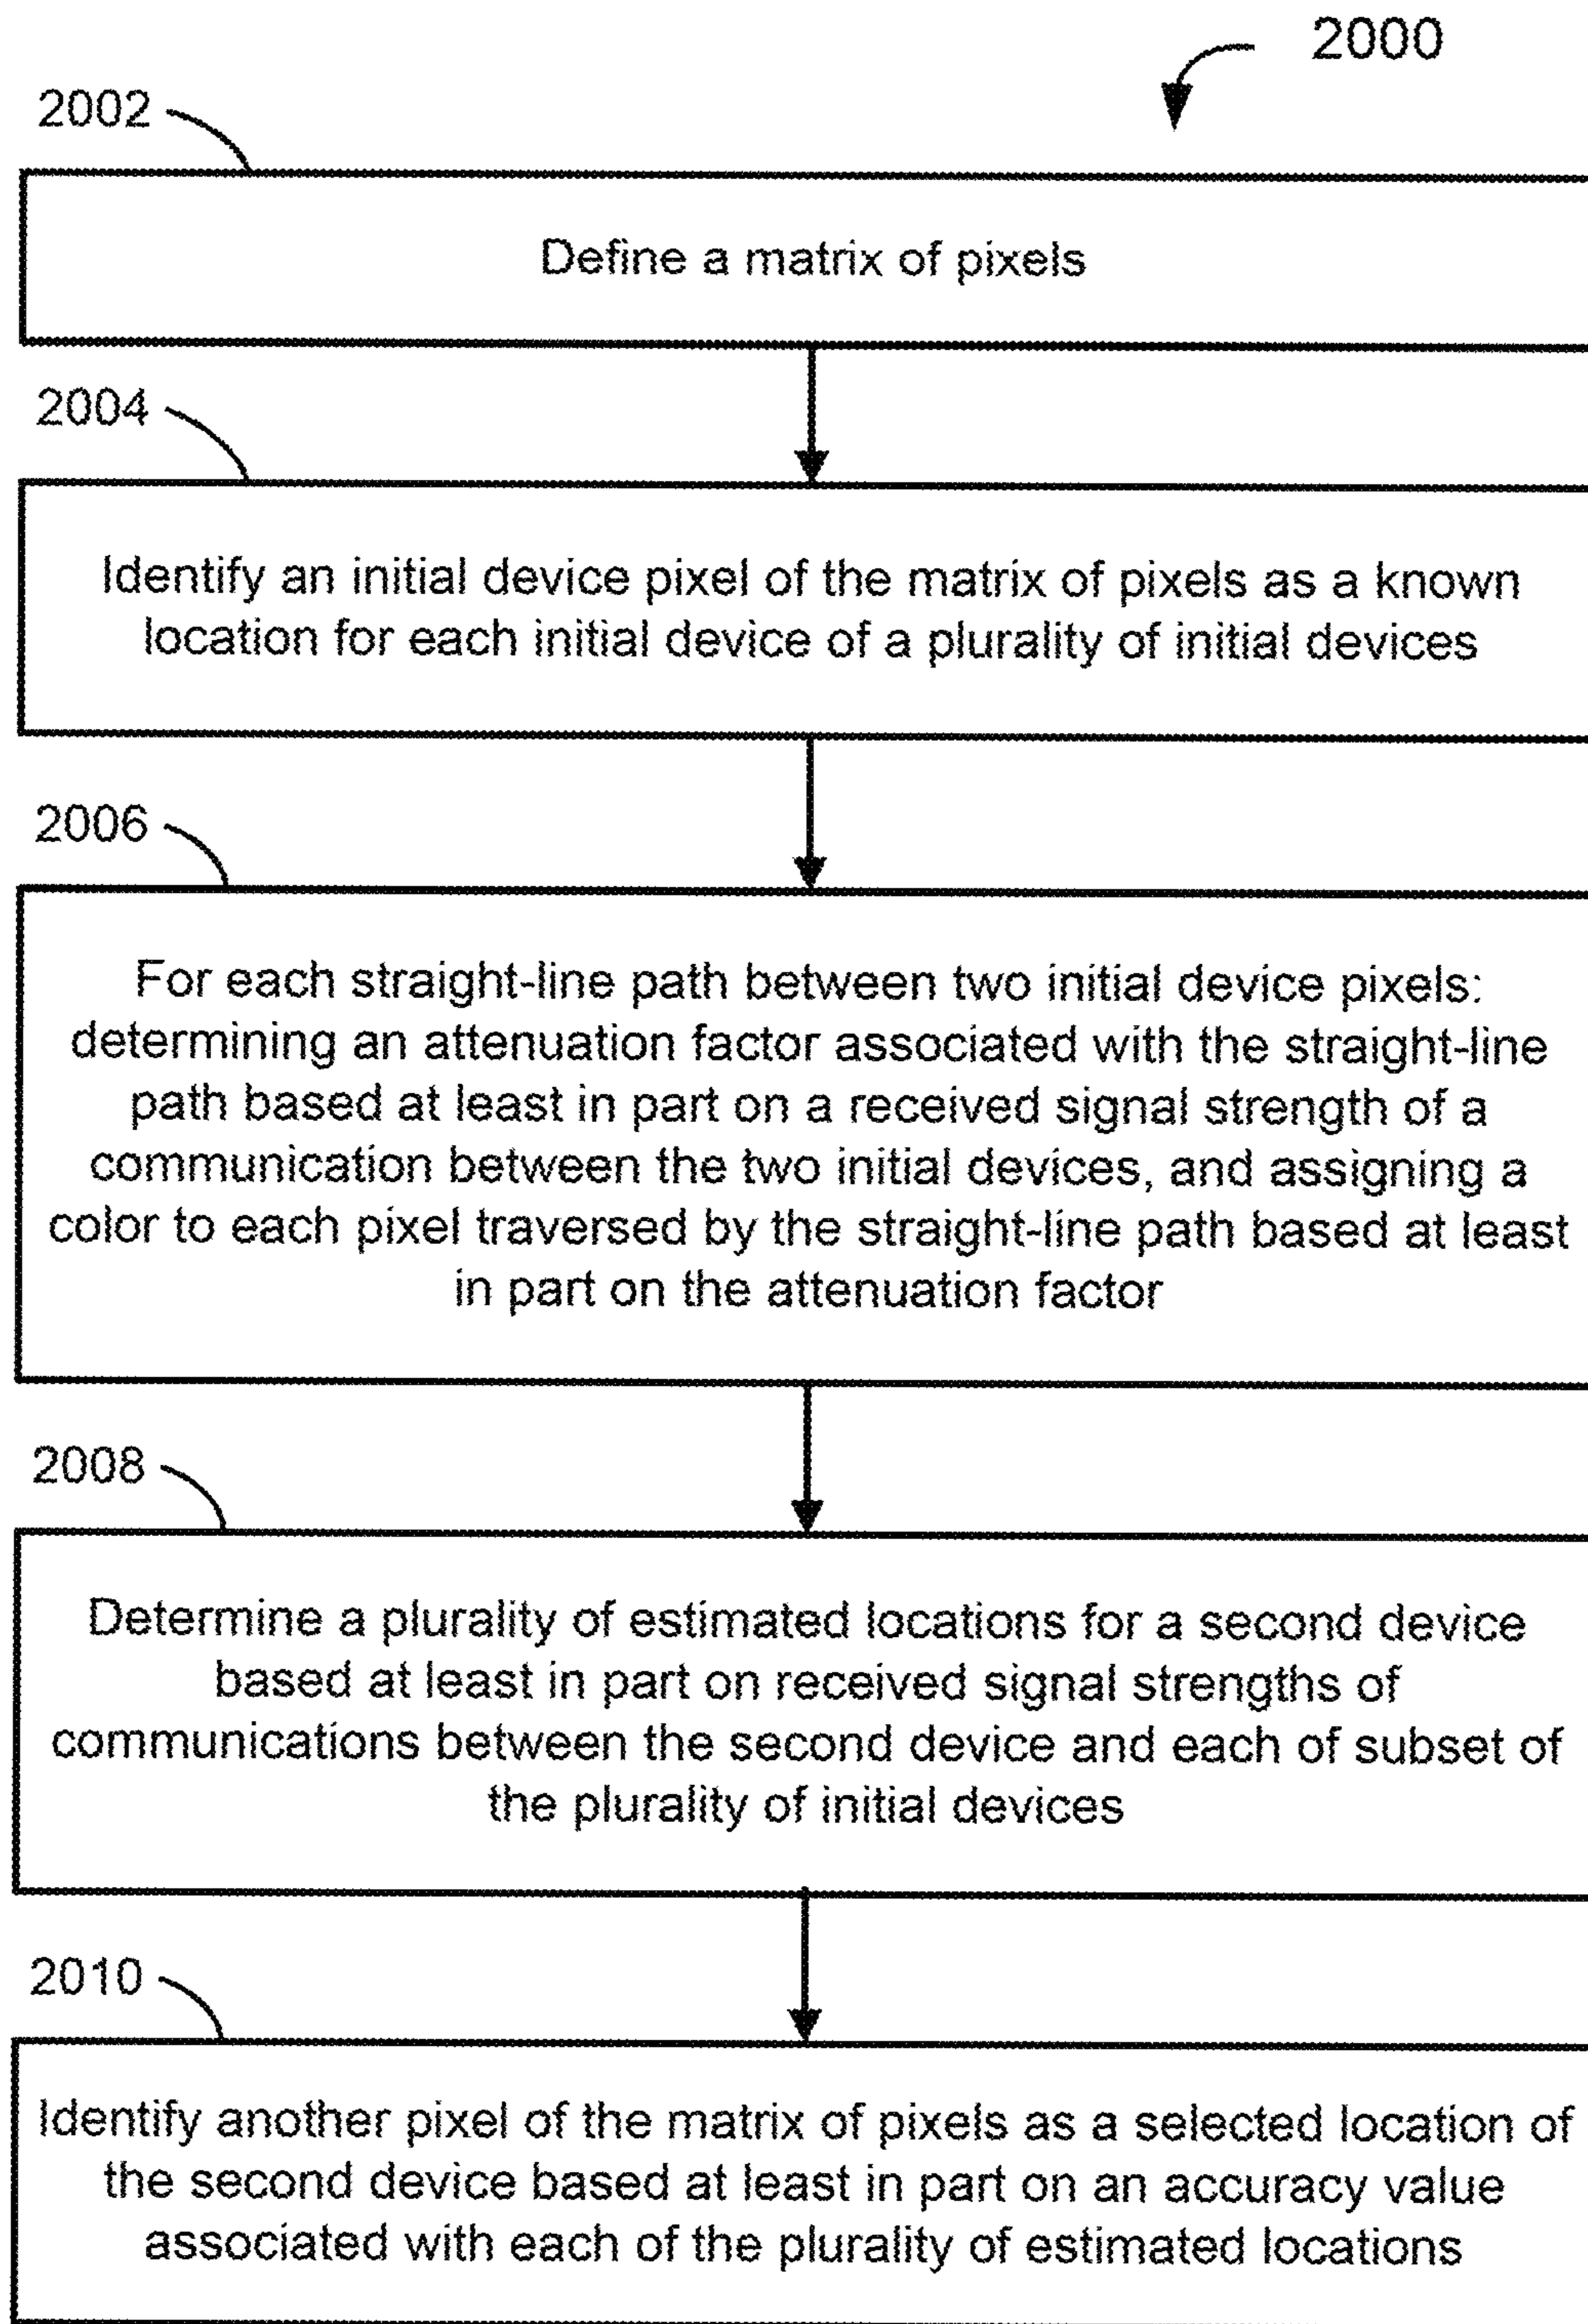 2000
2002
Define a matrix of pixels
2004
Identify an initial device pixel of the matrix of pixels as a known
location for each initial device of a plurality of initial devices
2006
For each straight-line path between two initial device pixels:
determining an attenuation factor associated with the straight-line
path based at least in part on a received signal strength of a
communication between the two initial devices, and assigning a
color to each pixel traversed by the straight-line path based at least
in part on the attenuation factor
2008
Determine a plurality of estimated locations for a second device
based at least in part on received signal strengths of
communications between the second device and each of subset of
the plurality of initial devices
2010
Identify another pixel of the matrix of pixels as a selected location of
the second device based at least in part on an accuracy value
associated with each of the plurality of estimated locations